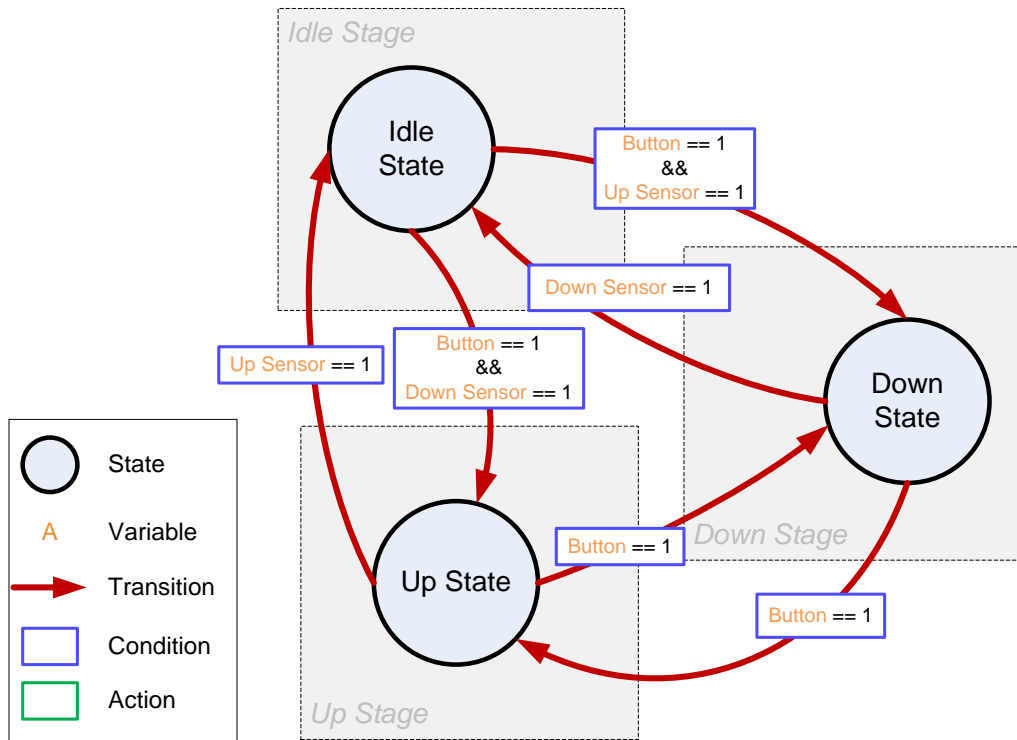 Idle Stage
Idle
State
Button == 1
&&
Up Sensor == 1
Down Sensor == 1
Up Sensor == 1
Button == 1
&&
Down Sensor == 1
Down
State
Down Stage
Button == 1
Up State
Button == 1
Up Stage
State
A Variable
Transition
Condition
Action